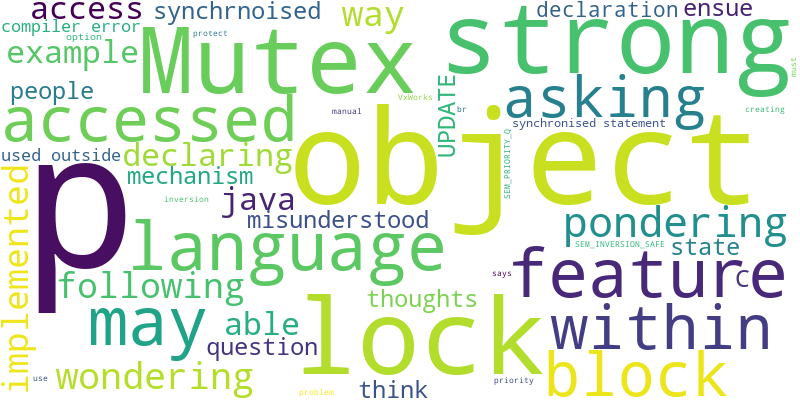 access synchrnoised way declaration ensue
compiler error option protect
example Mutex strong
people asking
manual VxWorks br creating must
accessed UPDATE synchronised statement
used outside declaring object
p mechanism SEM_PRIORITY_Q
implemented inversion java misunderstood pondering
language SEM_INVERSION_SAFE state
following says feature C
may able thoughts within
question lock
wondering think block
use problem priority